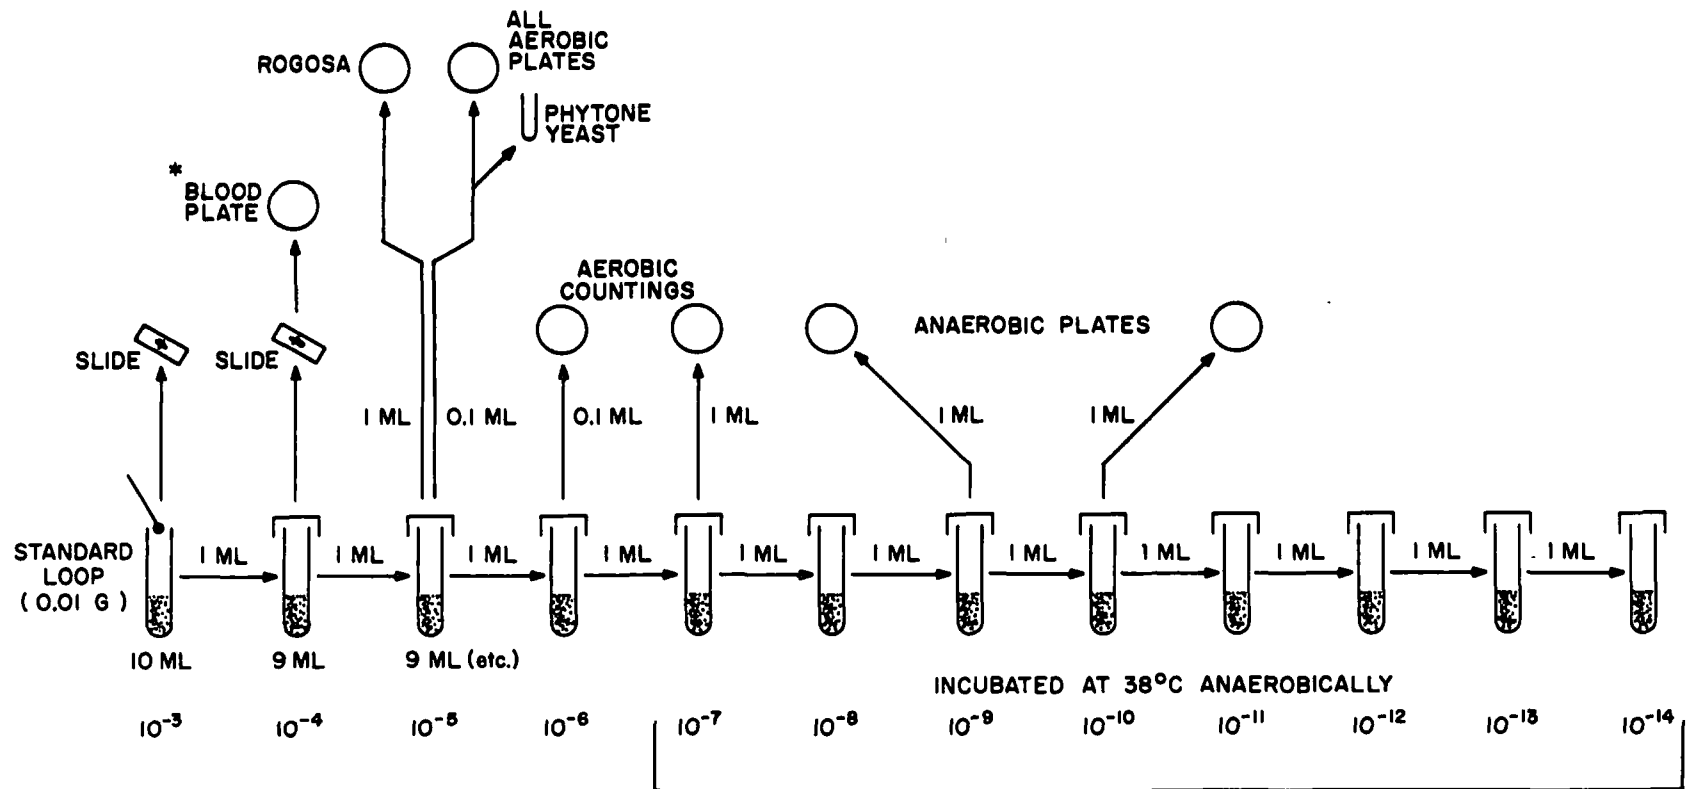 ALL
AEROBIC
PLATES
ROGOSA
PHYTONE
YEAST
*
BLOOD
PLATE
AEROBIC
COUNTINGS
ANAEROBIC PLATES
SLIDE
SLIDE
1 ML
0.1 ML
0.1 ML
1 ML
1 ML
1 ML
STANDARD
LOOP
(0.01 G)
1 ML
1 ML
1 ML
1 ML
1 ML
1 ML
1 ML
1 ML
1 ML
1 ML
1 ML
10 ML
9 ML
9 ML (etc.)
INCUBATED AT 38°C ANAEROBICALLY
10⁻³ 10⁻⁴ 10⁻⁵ 10⁻⁶ 10⁻⁷ 10⁻⁸ 10⁻⁹ 10⁻¹⁰ 10⁻¹¹ 10⁻¹² 10⁻¹³ 10⁻¹⁴